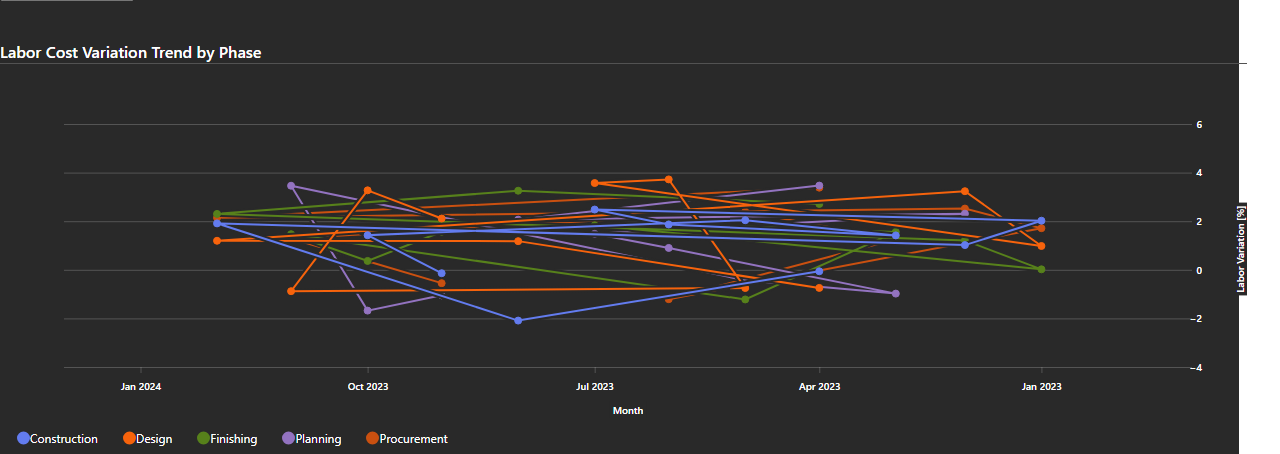 Labor Cost Variation Trend by Phase
6
4
2
0
−2
−4
Labor Variation [%]
Jan 2024
Oct 2023
Jul 2023
Apr 2023
Jan 2023
Month
Construction
Design
Finishing
Planning
Procurement